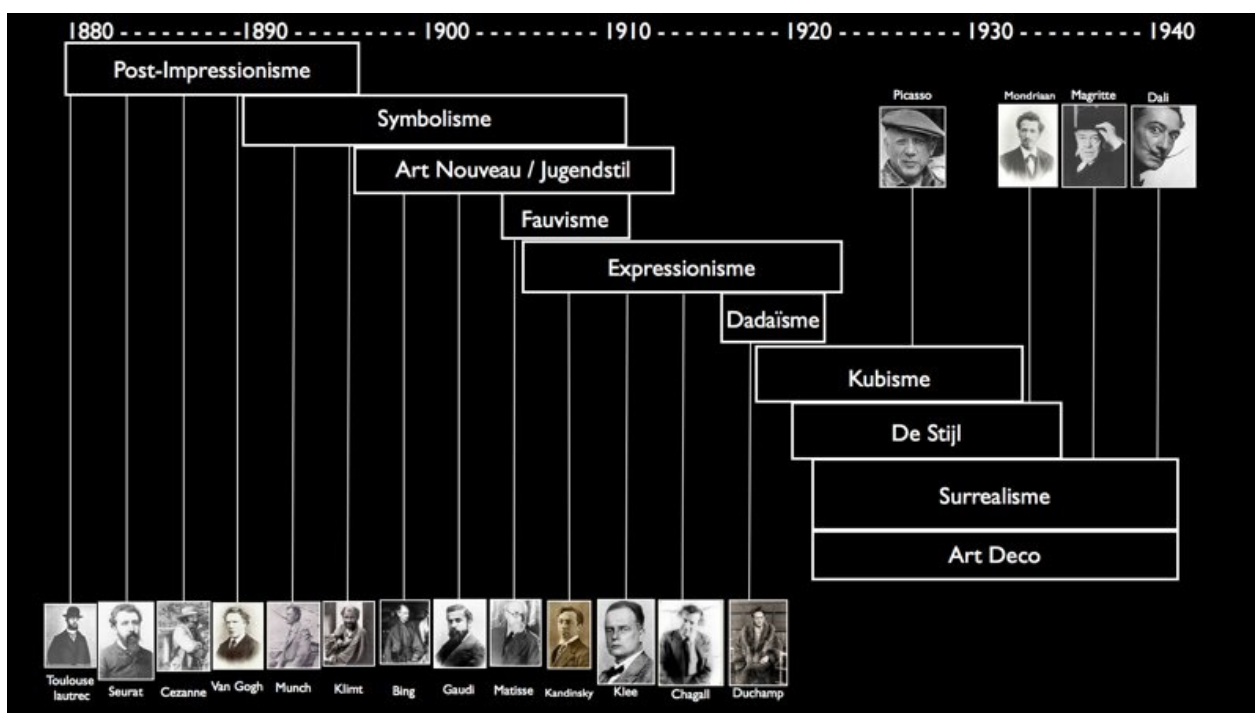 1880 - - - - - - - - -1890 - - - - - - - - - 1900 - - - - - - - - - 1910 - - - - - - - - - 1920 - - - - - - - - - 1930 - - - - - - - - - 1940
Post-Impressionisme
Picasso
Mondriaan
Magritte
Dali
Symbolisme
Art Nouveau / Jugendstil
Fauvisme
Expressionisme
Dadaïsme
Kubisme
De Stijl
Surrealisme
Art Deco
Toulouse
lautrec
Seurat
Cezanne
Van Gogh
Munch
Klimt
Bing
Gaudi
Matisse
Kandinsky
Klee
Chagall
Duchamp